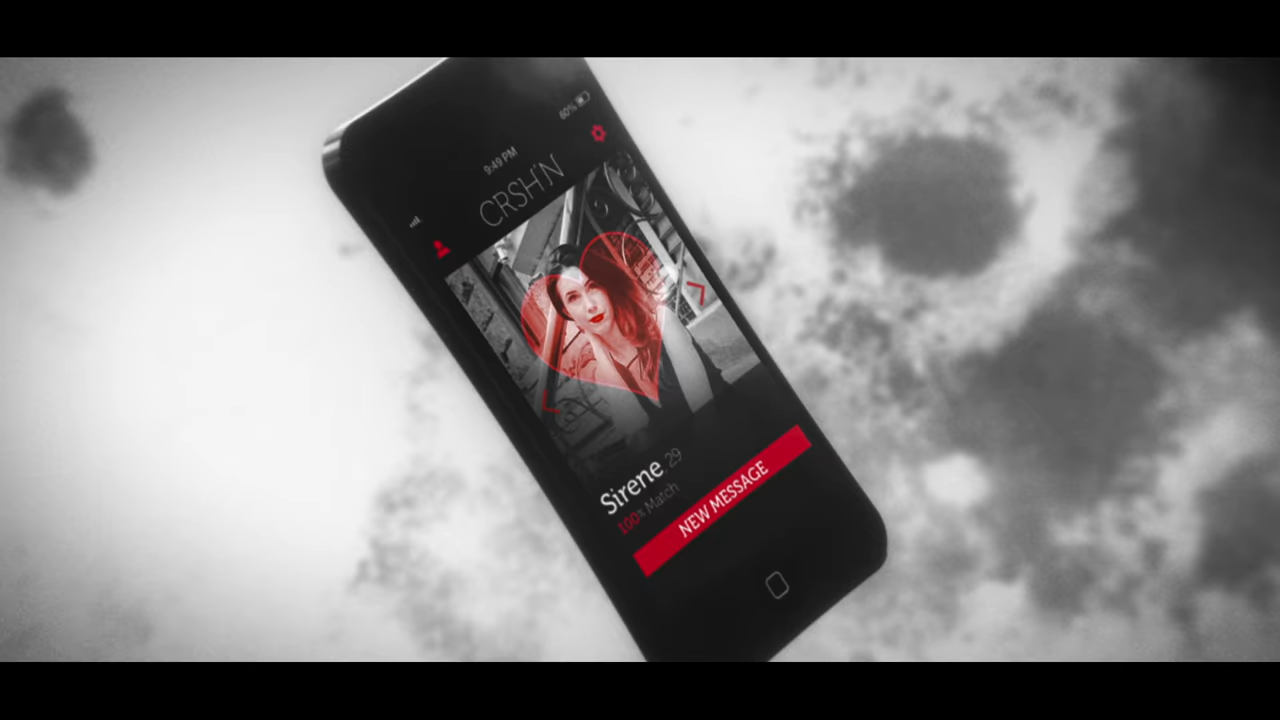 60%
9:49 PM
CRSH'N
Sirene, 29
100% Match
NEW MESSAGE